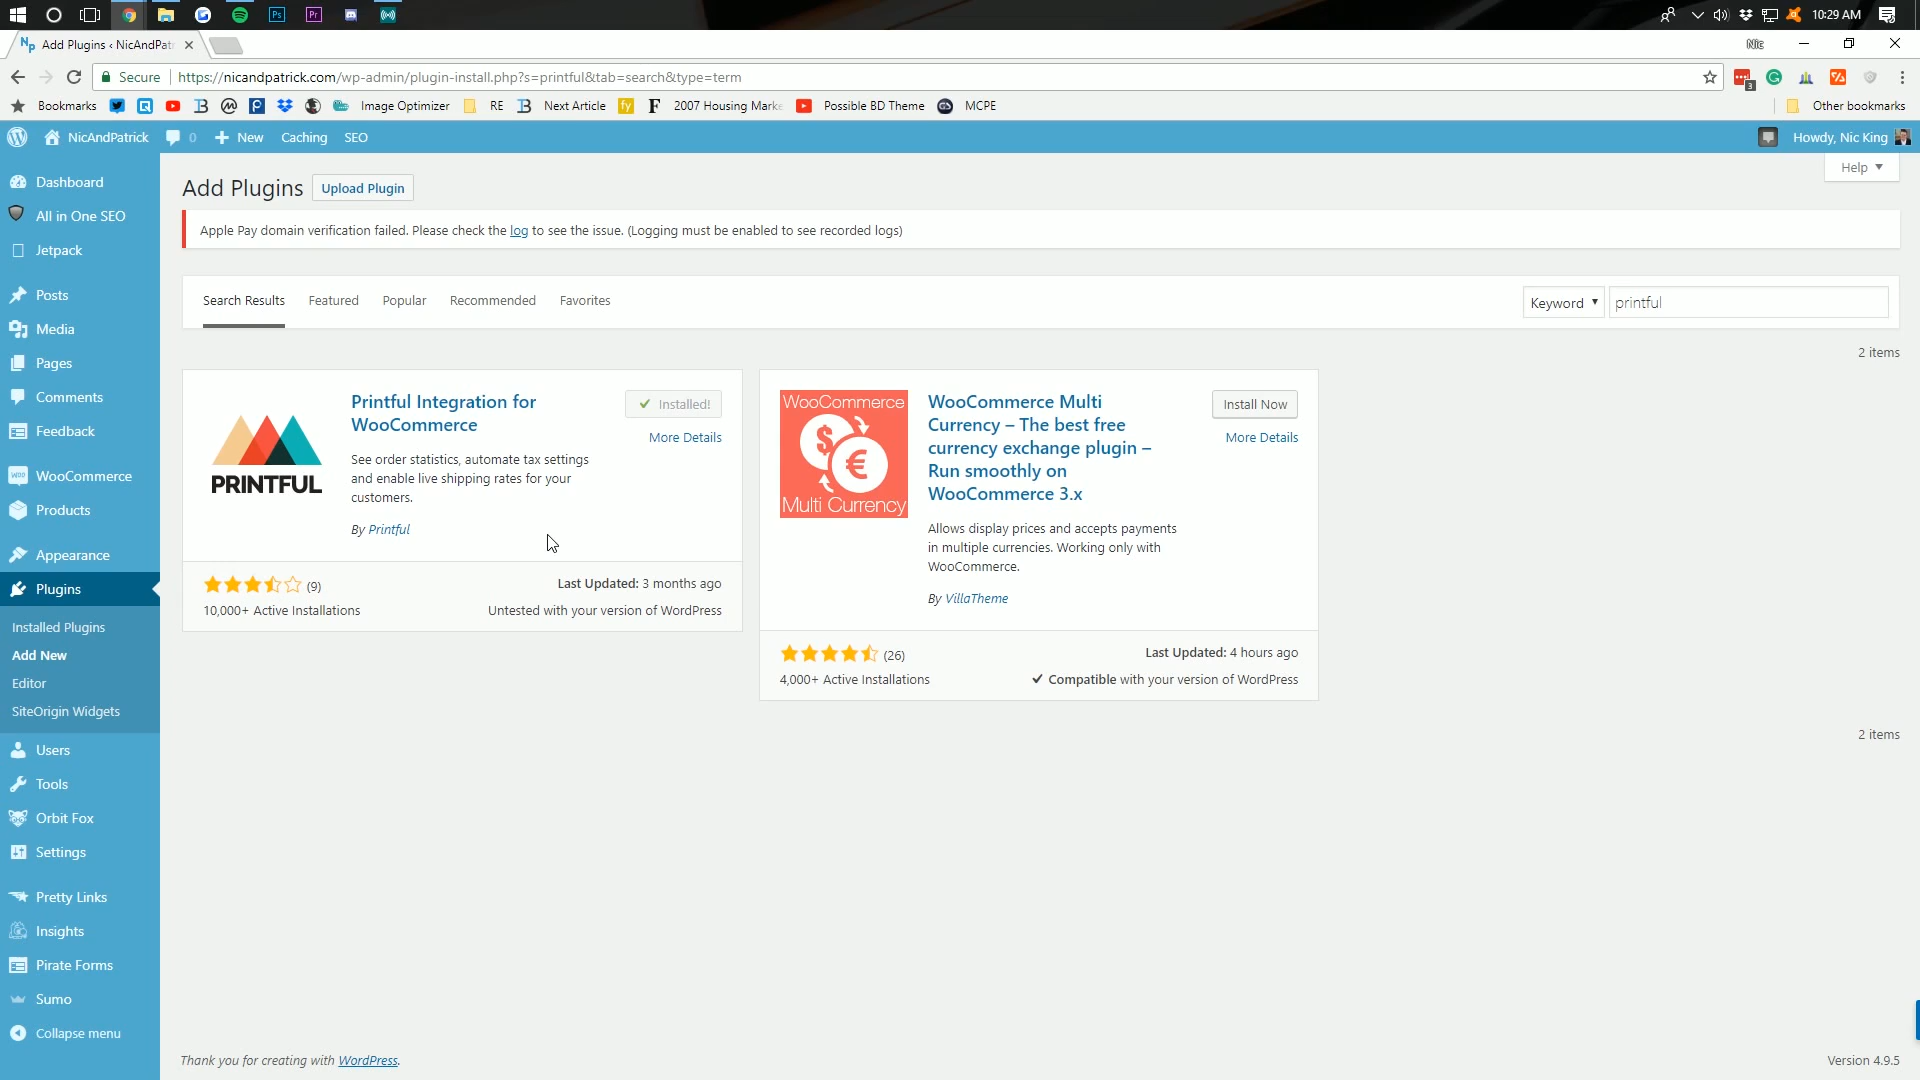 10:29 AM
Add Plugins ‹ NicAndPatr
Nic
Secure
https://nicandpatrick.com/wp-admin/plugin-install.php?s=printful&tab=search&type=term
3
Bookmarks
Image Optimizer
RE
Next Article
fy
2007 Housing Marke
Possible BD Theme
MCPE
Other bookmarks
NicAndPatrick
0
New
Caching
SEO
Howdy, Nic King
Help
Dashboard
All in One SEO
Jetpack
Posts
Media
Pages
Comments
Feedback
WooCommerce
Products
Appearance
Plugins
Installed Plugins
Add New
Editor
SiteOrigin Widgets
Users
Tools
Orbit Fox
Settings
Pretty Links
Insights
Pirate Forms
Sumo
Collapse menu
Add Plugins
Upload Plugin
Apple Pay domain verification failed. Please check the log to see the issue. (Logging must be enabled to see recorded logs)
Search Results
Featured
Popular
Recommended
Favorites
Keyword
printful
2 items
PRINTFUL
Printful Integration for
WooCommerce
Installed!
More Details
See order statistics, automate tax settings
and enable live shipping rates for your
customers.
By Printful
(9)
Last Updated: 3 months ago
10,000+ Active Installations
Untested with your version of WordPress
WooCommerce
$
€
Multi Currency
WooCommerce Multi
Currency – The best free
currency exchange plugin –
Run smoothly on
WooCommerce 3.x
Install Now
More Details
Allows display prices and accepts payments
in multiple currencies. Working only with
WooCommerce.
By VillaTheme
(26)
Last Updated: 4 hours ago
4,000+ Active Installations
Compatible with your version of WordPress
2 items
Thank you for creating with WordPress.
Version 4.9.5